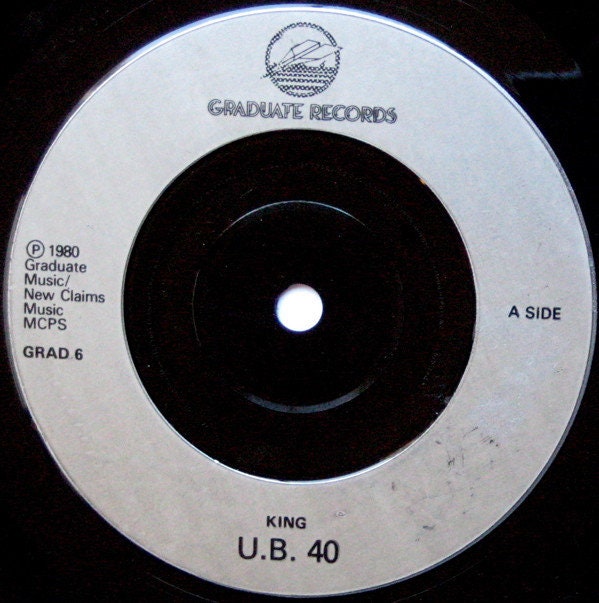 GRADUATE RECORDS
Ⓟ 1980
Graduate
Music/
New Claims
Music
MCPS
GRAD 6
A SIDE
KING
U.B. 40